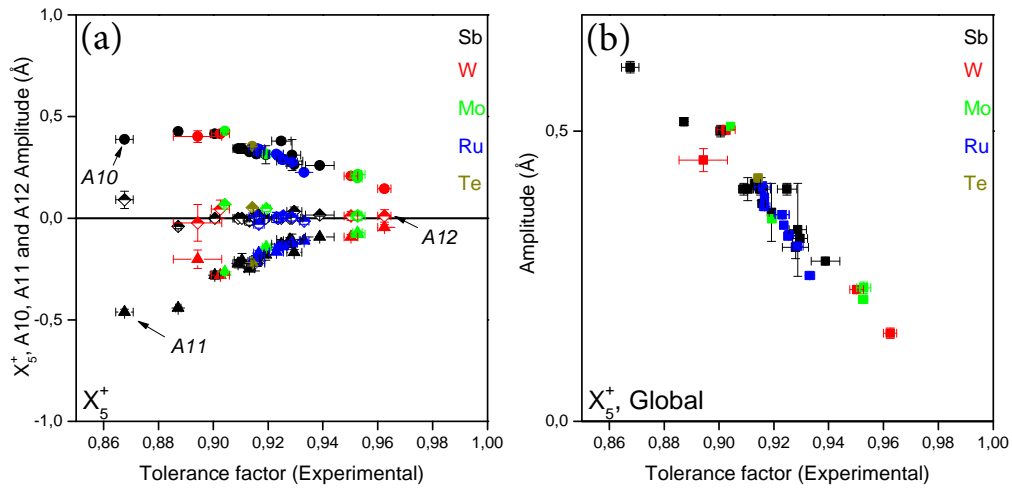 (a)
Sb
W
Mo
Ru
Te
A10
A11
A12
X₅⁺
1,0
0,5
0,0
-0,5
-1,0
X₅⁺, A10, A11 and A12 Amplitude (Å)
0,86 0,88 0,90 0,92 0,94 0,96 0,98 1,00
Tolerance factor (Experimental)
(b)
Sb
W
Mo
Ru
Te
X₅⁺, Global
0,5
0,0
Amplitude (Å)
0,86 0,88 0,90 0,92 0,94 0,96 0,98 1,00
Tolerance factor (Experimental)